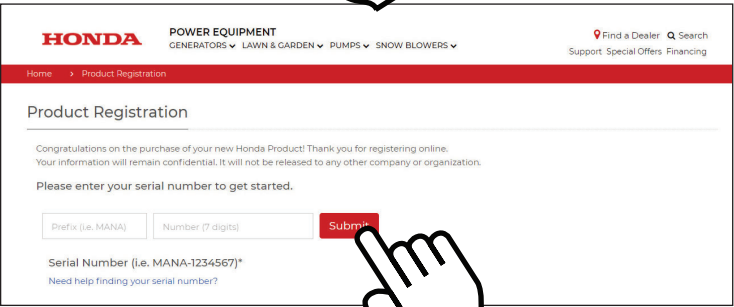 HONDA
POWER EQUIPMENT
GENERATORS LAWN & GARDEN PUMPS SNOW BLOWERS
Find a Dealer Search
Support Special Offers Financing
Home > Product Registration
Product Registration
Congratulations on the purchase of your new Honda Product! Thank you for registering online.
Your information will remain confidential. It will not be released to any other company or organization.
Please enter your serial number to get started.
Prefix (i.e. MANA) Number (7 digits) Submit
Serial Number (i.e. MANA-1234567)*
Need help finding your serial number?